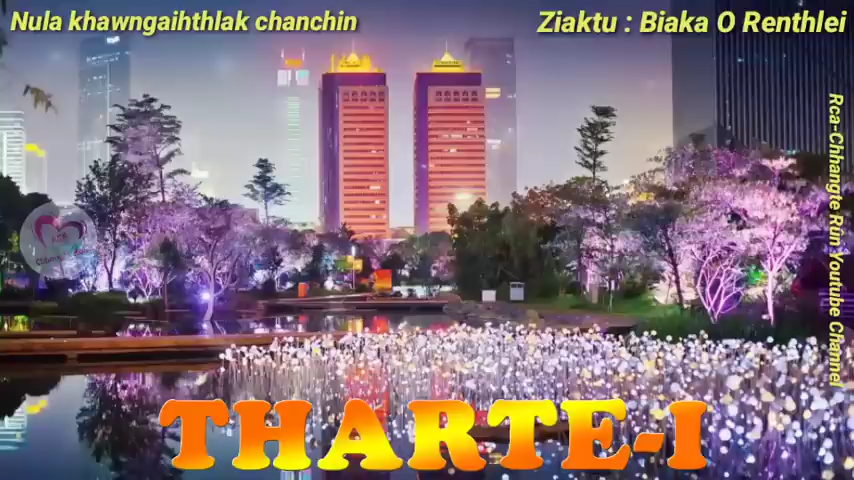 Nula khawngaihthlak chanchin
Ziaktu : Biaka O Renthlei
Rca-Chhangte Run Youtube Channel
THARTE-I